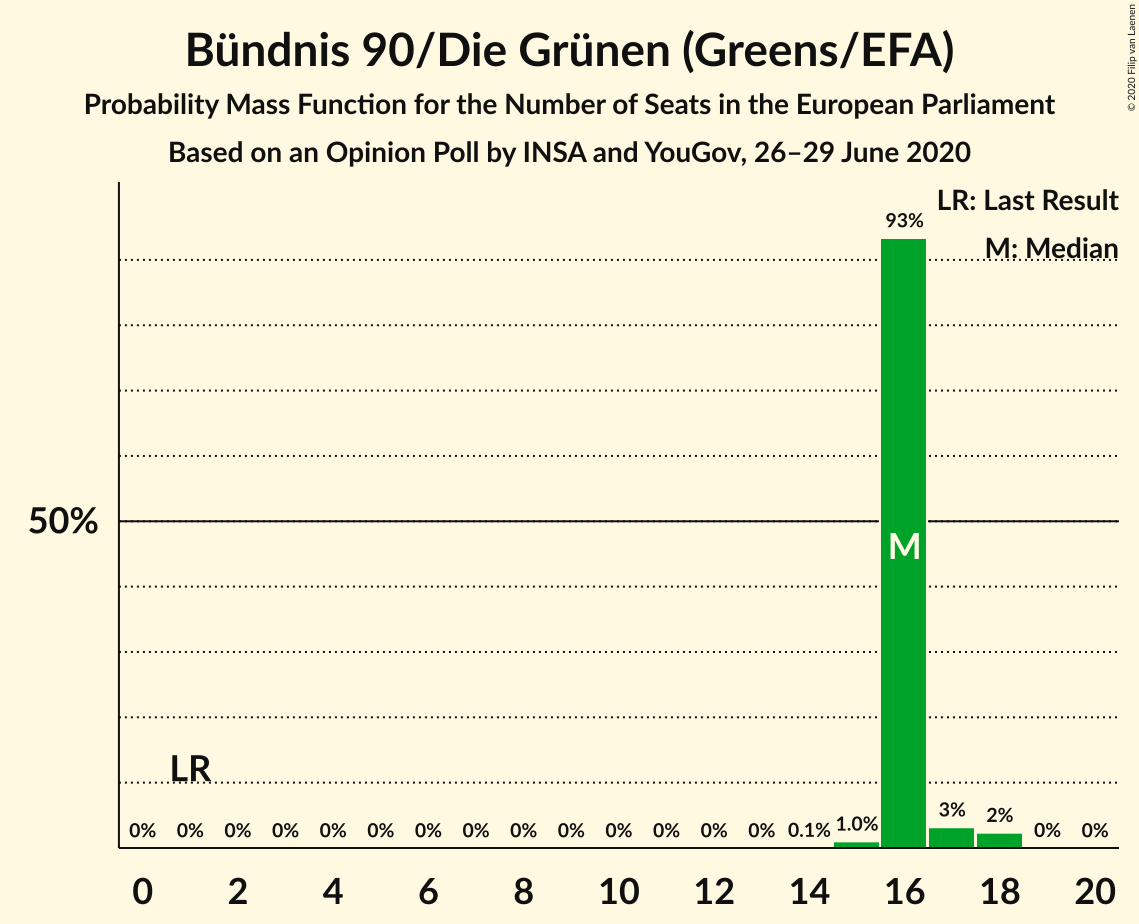 Bündnis 90/Die Grünen (Greens/EFA)
Probability Mass Function for the Number of Seats in the European Parliament
Based on an Opinion Poll by INSA and YouGov, 26–29 June 2020
© 2020 Filip van Laenen
LR: Last Result
M: Median
93%
50%
M
LR
0% 0% 0% 0% 0% 0% 0% 0% 0% 0% 0% 0% 0% 0% 0.1% 1.0% 3% 2% 0% 0%
0 2 4 6 8 10 12 14 16 18 20